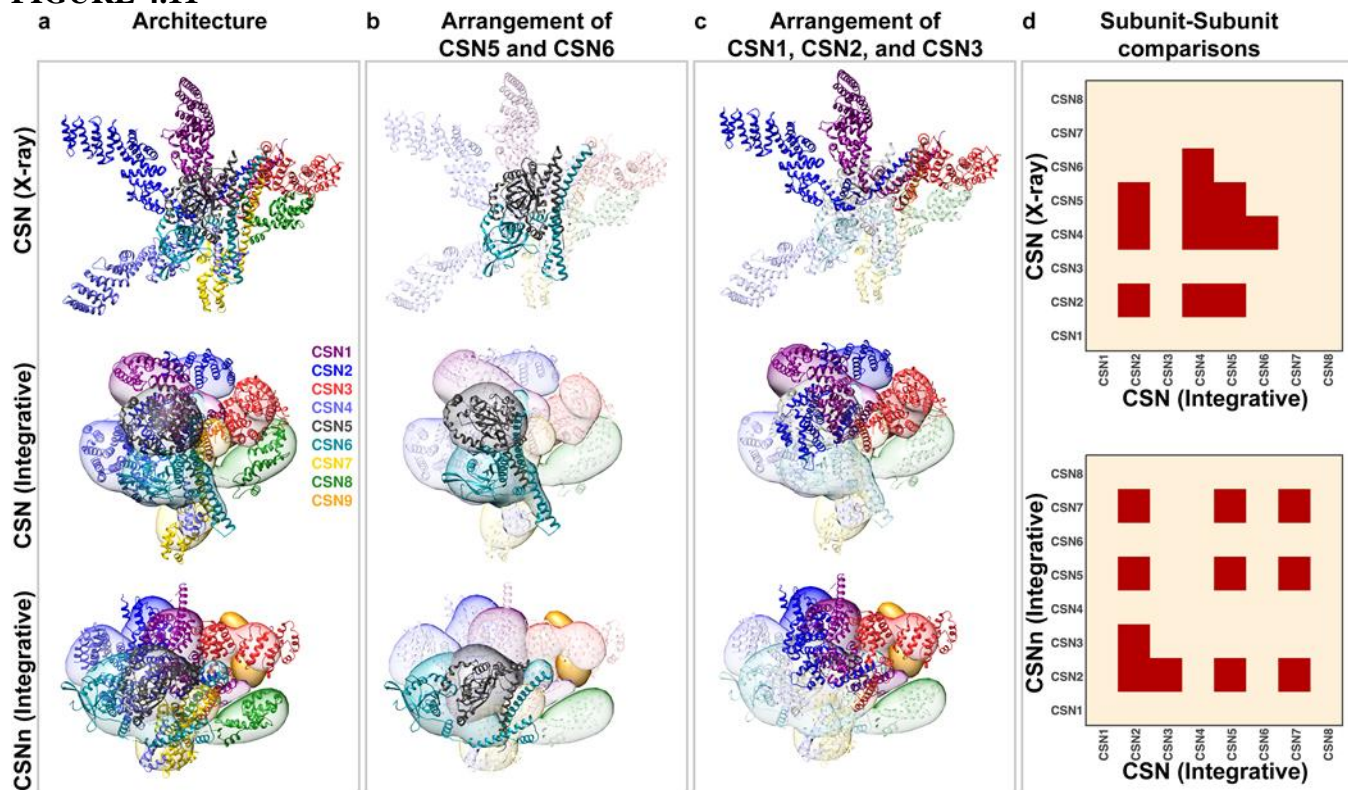 a Architecture
b Arrangement of
CSN5 and CSN6
c Arrangement of
CSN1, CSN2, and CSN3
d Subunit-Subunit
comparisons
CSN (X-ray)
CSN (Integrative)
CSNn (Integrative)
CSN1
CSN2
CSN3
CSN4
CSN5
CSN6
CSN7
CSN8
CSN9
CSN (X-ray)
CSN8
CSN7
CSN6
CSN5
CSN4
CSN3
CSN2
CSN1
CSN1
CSN2
CSN3
CSN4
CSN5
CSN6
CSN7
CSN8
CSN (Integrative)
CSNn (Integrative)
CSN8
CSN7
CSN6
CSN5
CSN4
CSN3
CSN2
CSN1
CSN1
CSN2
CSN3
CSN4
CSN5
CSN6
CSN7
CSN8
CSN (Integrative)